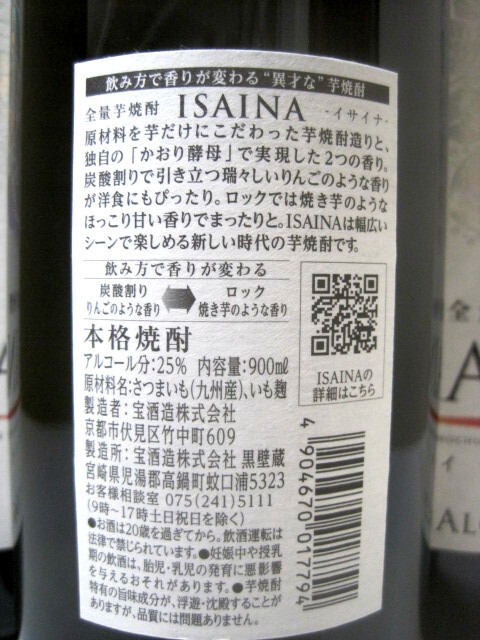 飲み方で香りが変わる“異才な”芋焼酎
全量芋焼酎 ISAINA -イサイナ-
原材料を芋だけにこだわった芋焼酎造りと、
独自の「かおり酵母」で実現した2つの香り。
炭酸割りで引き立つ瑞々しいりんごのような香り
が洋食にもぴったり。ロックでは焼き芋のような
ほっこり甘い香りでまったりと。ISAINAは幅広い
シーンで楽しめる新しい時代の芋焼酎です。
飲み方で香りが変わる
炭酸割り ロック
りんごのような香り 焼き芋のような香り
ISAINAの
詳細はこちら
本格焼酎
アルコール分:25% 内容量:900ml
原材料名:さつまいも(九州産)、いも麹
製造者:宝酒造株式会社
京都市伏見区竹中町609
製造所:宝酒造株式会社 黒壁蔵
宮崎県児湯郡高鍋町蚊口浦5323
お客様相談室 075(241)5111
(9時〜17時土日祝日を除く)
●お酒は20歳を過ぎてから。飲酒運転は
法律で禁じられています。●妊娠中や授乳
期の飲酒は、胎児・乳児の発育に悪影響
を与えるおそれがあります。●芋焼酎
特有の旨味成分が、浮遊・沈殿することが
ありますが、品質には問題ありません。
4904670017794
全
A
イ
ALC